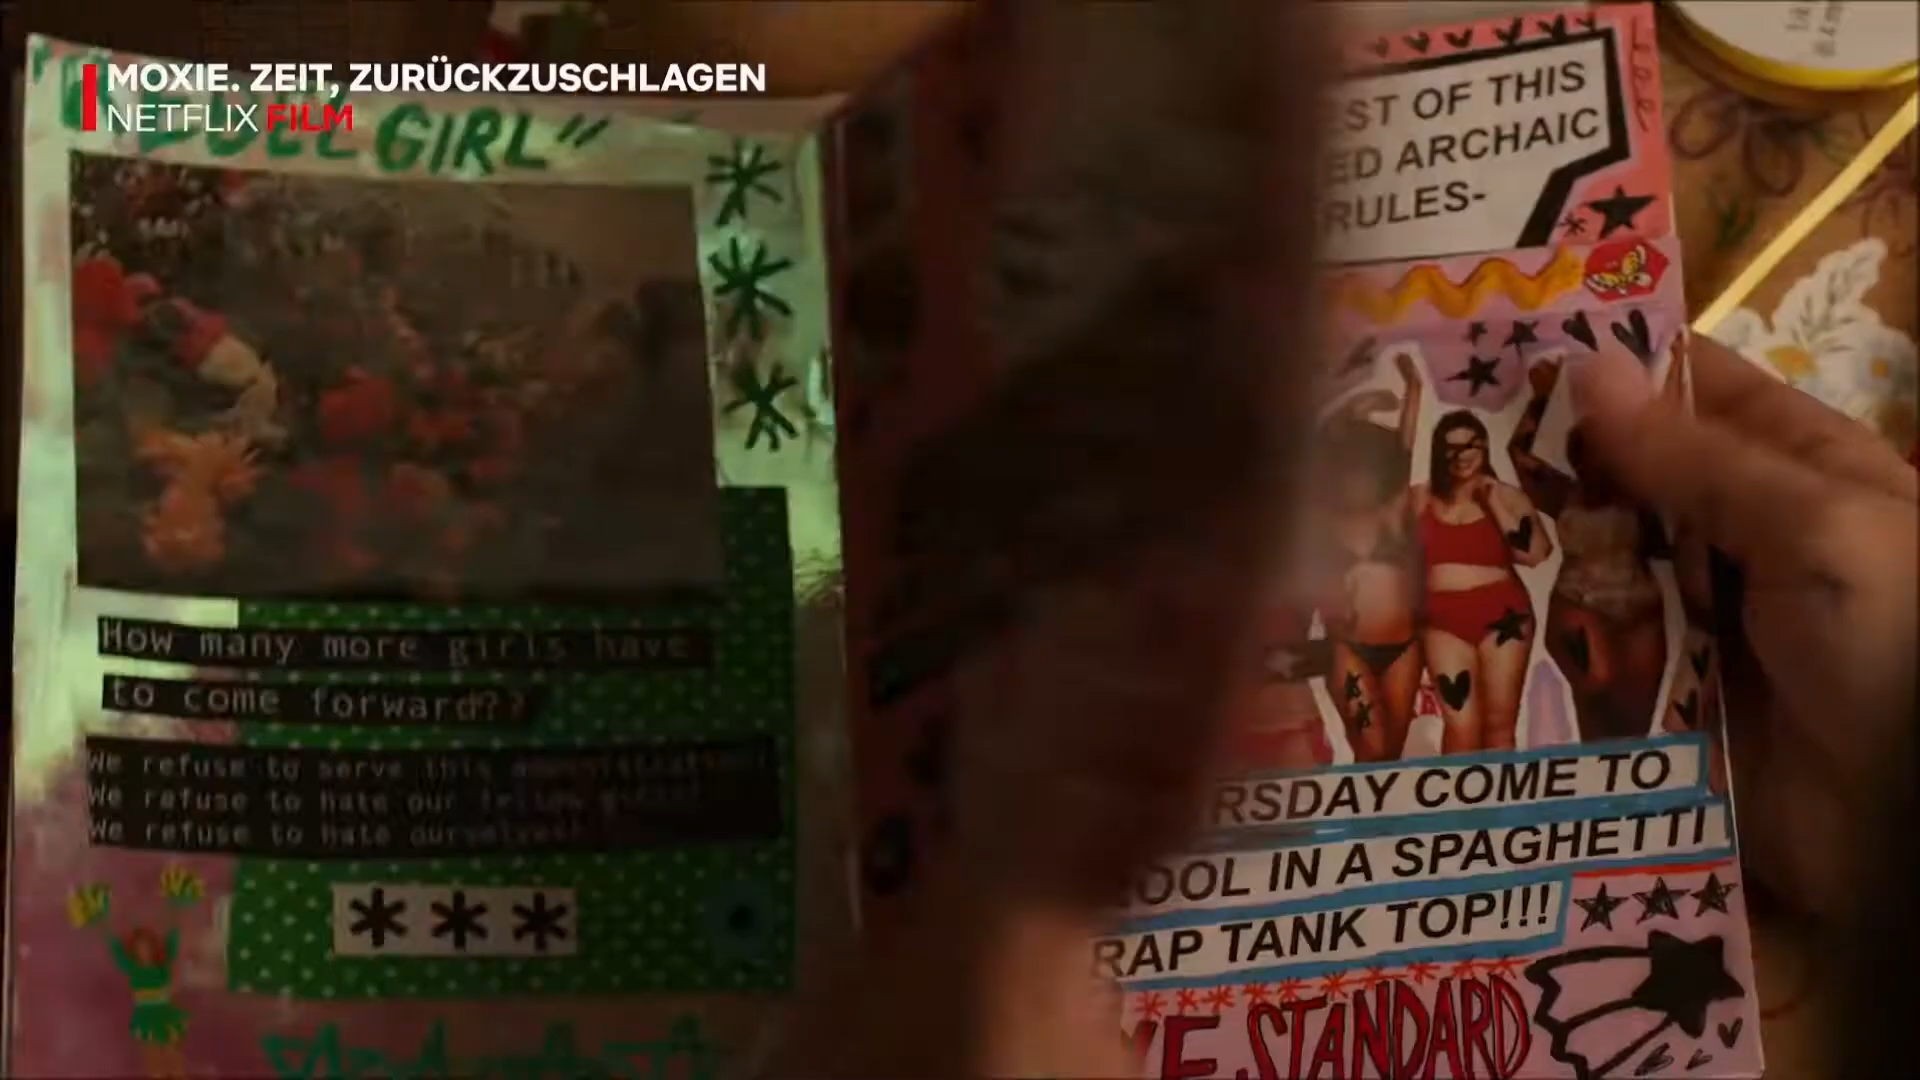 MOXIE. ZEIT, ZURÜCKZUSCHLAGEN
NETFLIX FILM
GIRL"
How many more girls have
to come forward??
We refuse to serve this
We refuse to hate our
We refuse to hate ourselves!
***
ST OF THIS
ED ARCHAIC
RULES-
RSDAY COME TO
OOL IN A SPAGHETTI
RAP TANK TOP!!!
E STANDARD